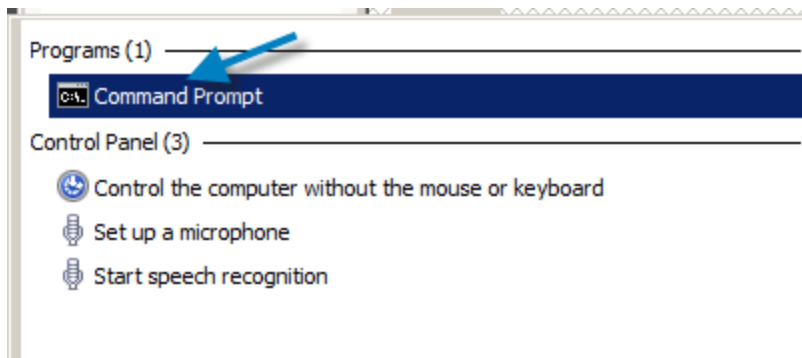 Programs (1)
Command Prompt
Control Panel (3)
Control the computer without the mouse or keyboard
Set up a microphone
Start speech recognition